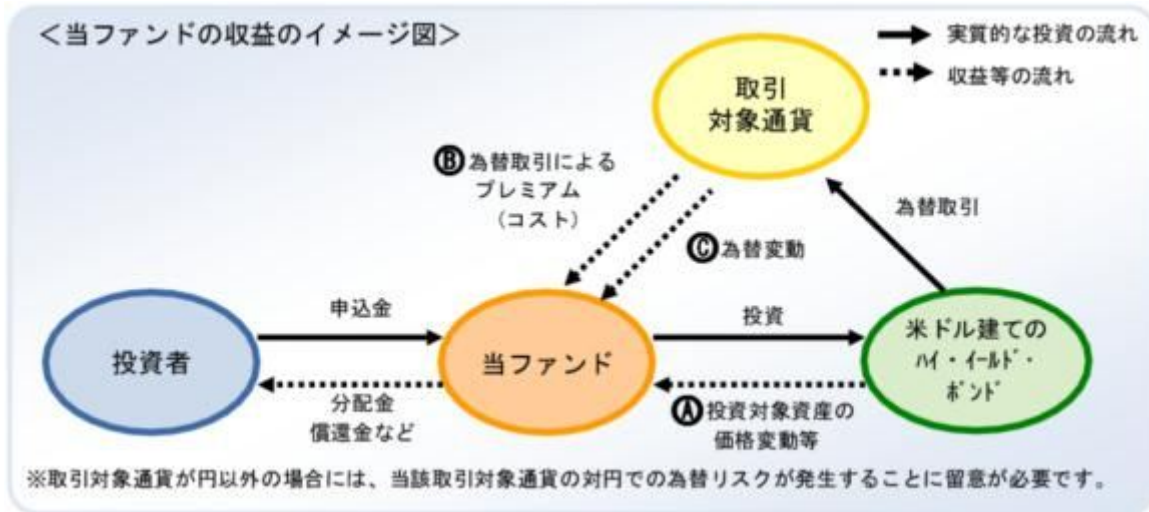 ＜当ファンドの収益のイメージ図＞
実質的な投資の流れ
収益等の流れ
取引
対象通貨
Ⓑ為替取引による
プレミアム
（コスト）
為替取引
Ⓒ為替変動
投資者
申込金
分配金
償還金など
当ファンド
投資
Ⓐ投資対象資産の
価格変動等
米ドル建ての
ﾊｲ・ｲｰﾙﾄﾞ・
ﾎﾞﾝﾄﾞ
※取引対象通貨が円以外の場合には、当該取引対象通貨の対円での為替リスクが発生することに留意が必要です。